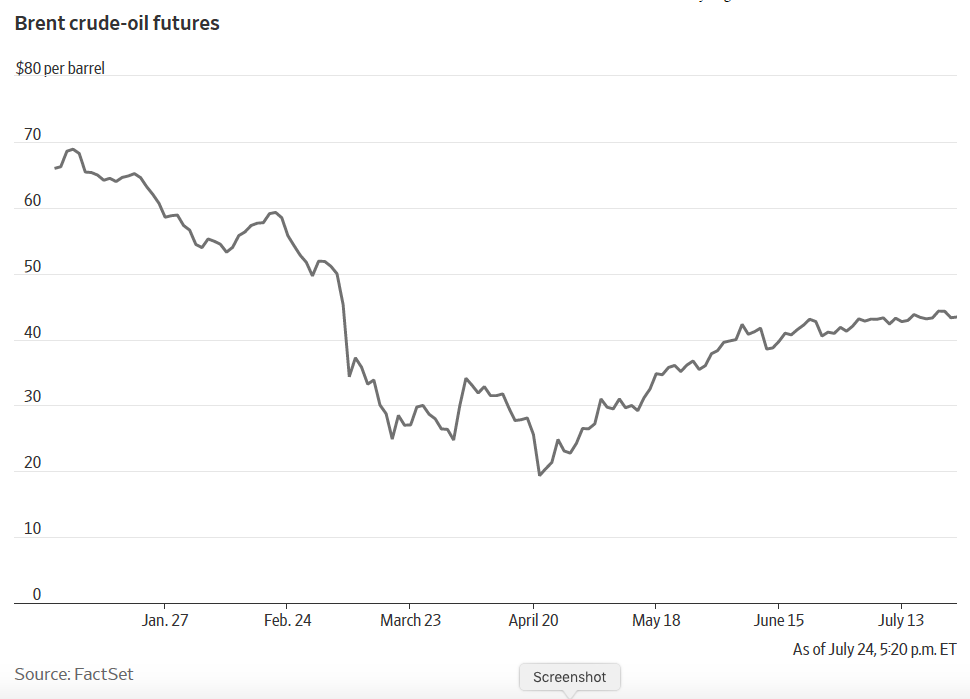 Brent crude-oil futures
$80 per barrel
70
60
50
40
30
20
10
0
Jan. 27 Feb. 24 March 23 April 20 May 18 June 15 July 13
As of July 24, 5:20 p.m. ET
Source: FactSet
Screenshot